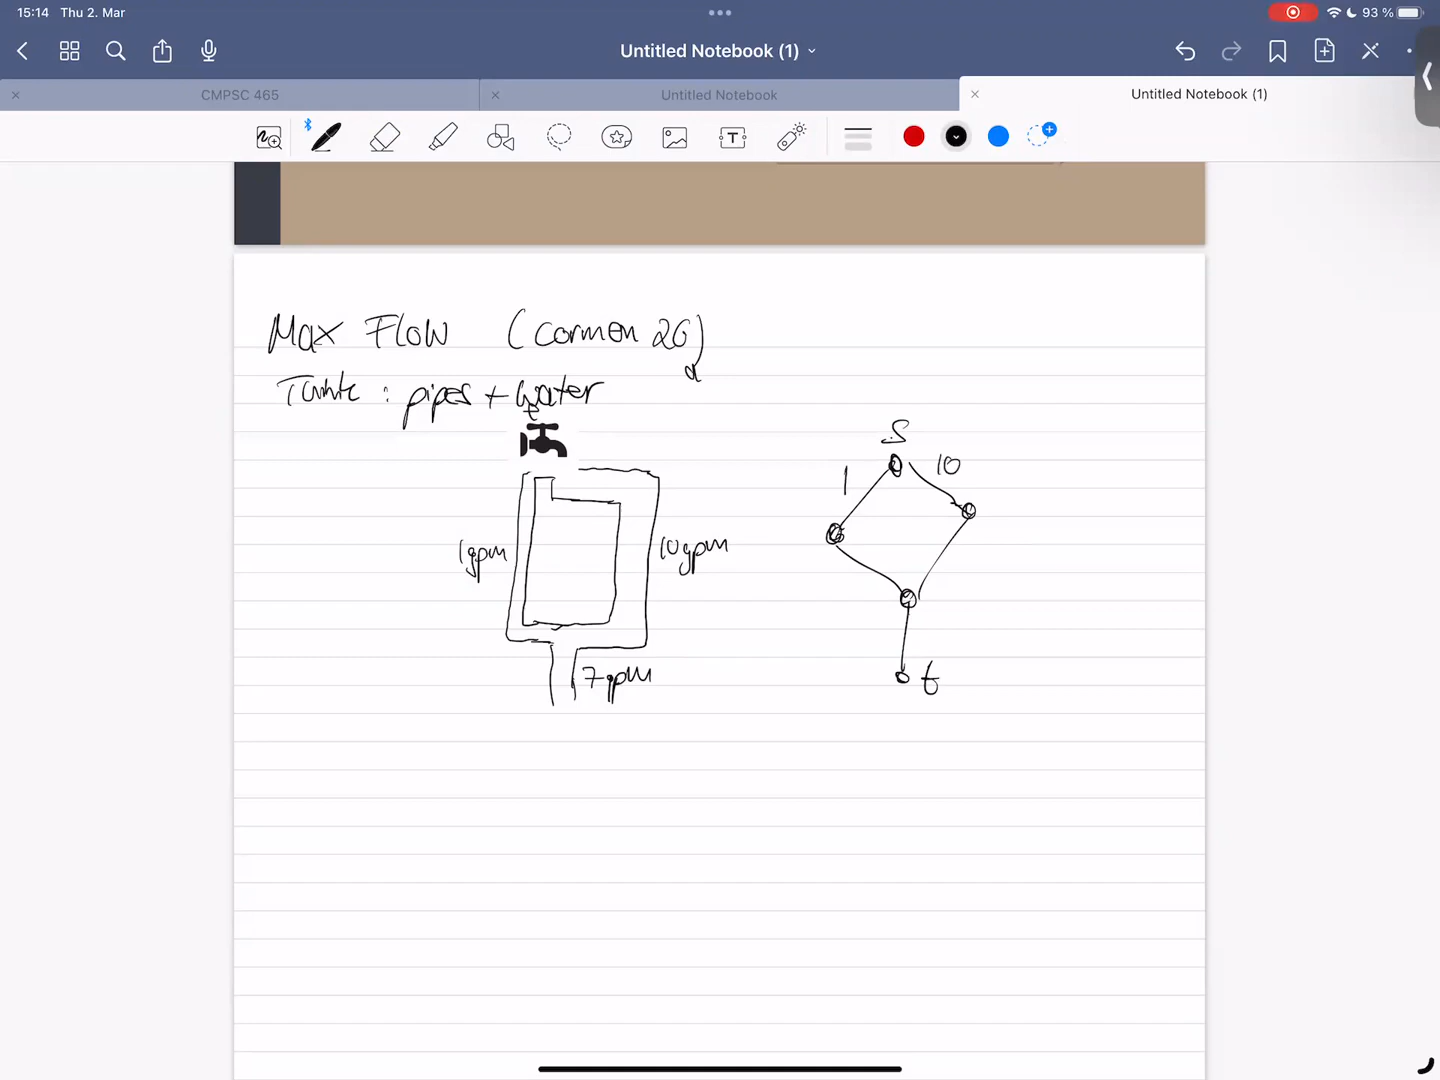 15:14 Thu 2. Mar
93 %
Untitled Notebook (1)
CMPSC 465
Untitled Notebook
Untitled Notebook (1)
T
Max Flow (Cormen 26)
Think : pipes + water
S
1
10
1gpm
10gpm
7gpm
t